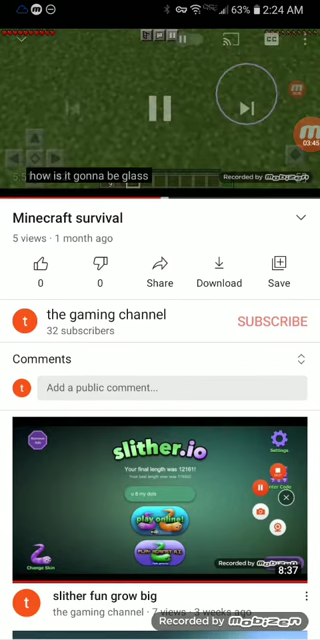 63% 2:24 AM
CC
03:45
how is it gonna be glass
Recorded by mobizen
Minecraft survival
5 views · 1 month ago
0
0
Share
Download
Save
t
the gaming channel
32 subscribers
SUBSCRIBE
Comments
t
Add a public comment...
slither.io
Your final length was 12161!
Settings
play online!
Change Skin
Recorded by mobizen
8:37
t
slither fun grow big
the gaming channel · 7 views · 3 weeks ago
Recorded by mobizen